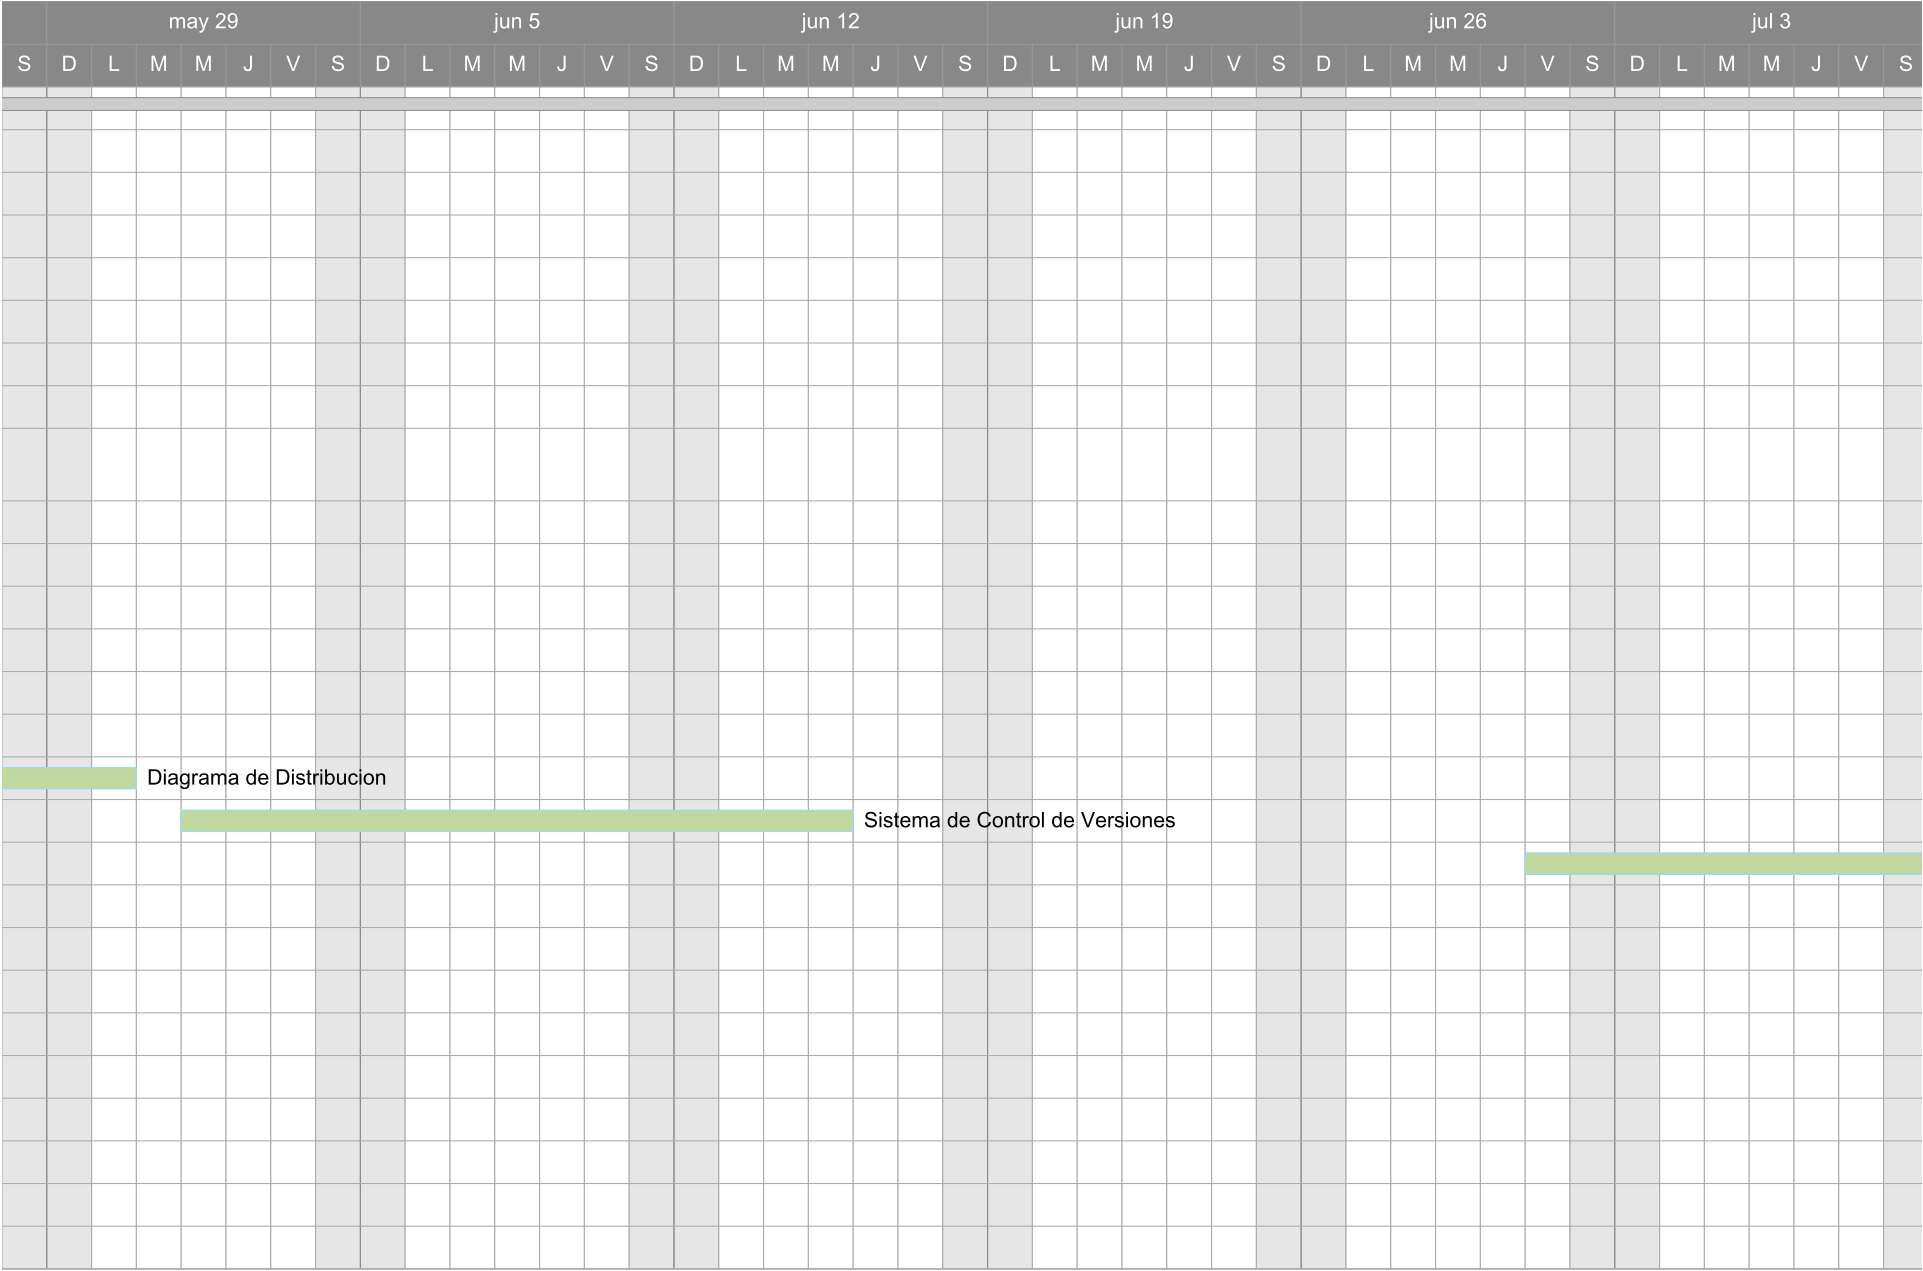 may 29 jun 5 jun 12 jun 19 jun 26 jul 3
S D L M M J V S D L M M J V S D L M M J V S D L M M J V S D L M M J V S D L M M J V S
Diagrama de Distribucion
Sistema de Control de Versiones